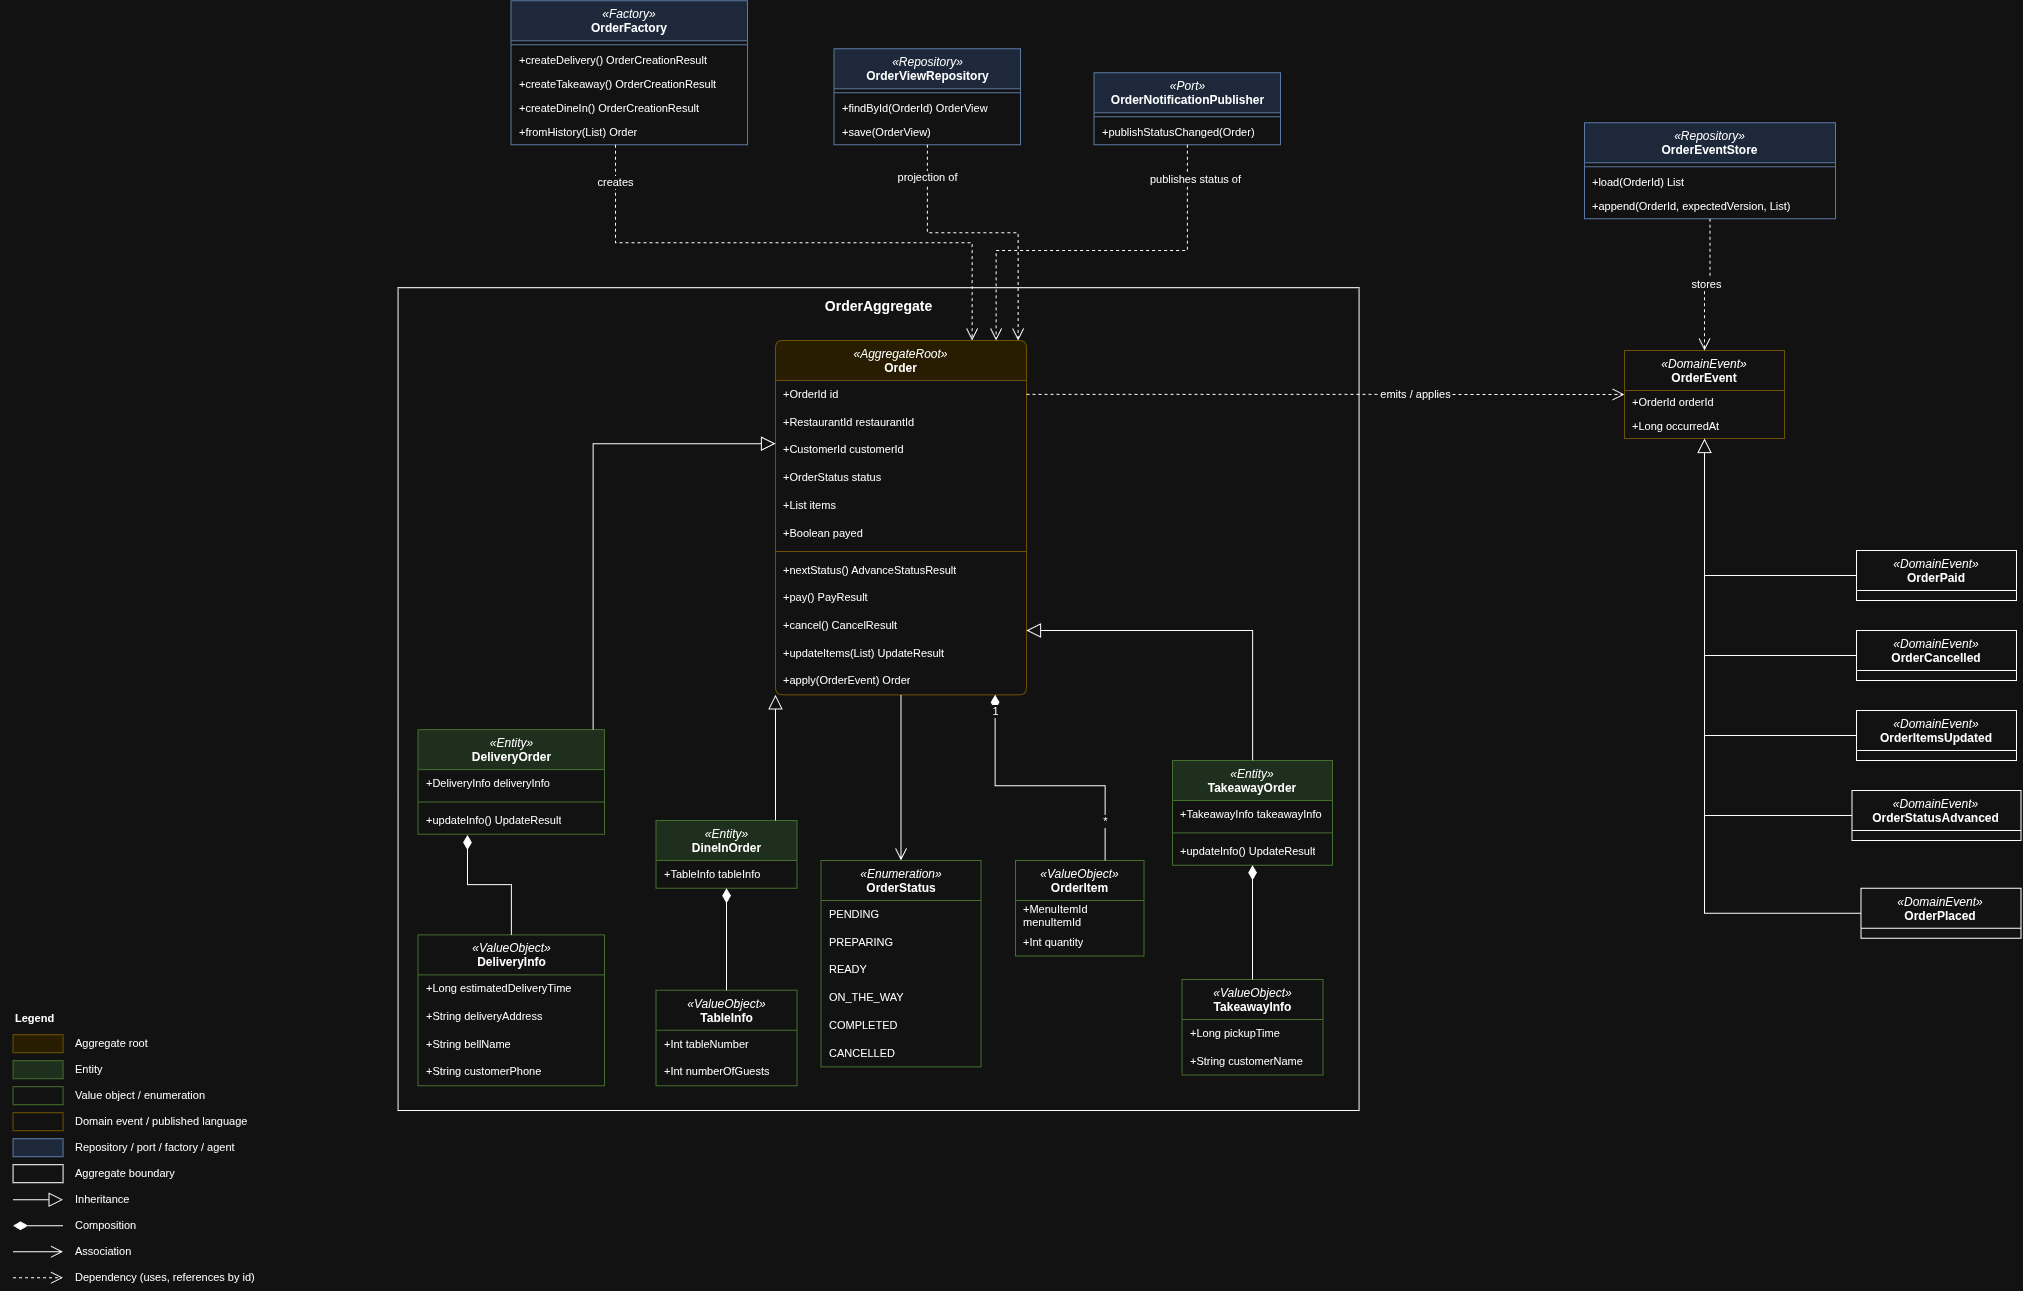 «Factory»
OrderFactory
+createDelivery() OrderCreationResult
+createTakeaway() OrderCreationResult
+createDineIn() OrderCreationResult
+fromHistory(List) Order
«Repository»
OrderViewRepository
+findById(OrderId) OrderView
+save(OrderView)
«Port»
OrderNotificationPublisher
+publishStatusChanged(Order)
«Repository»
OrderEventStore
+load(OrderId) List
+append(OrderId, expectedVersion, List)
creates
projection of
publishes status of
stores
OrderAggregate
«AggregateRoot»
Order
+OrderId id
+RestaurantId restaurantId
+CustomerId customerId
+OrderStatus status
+List items
+Boolean payed
+nextStatus() AdvanceStatusResult
+pay() PayResult
+cancel() CancelResult
+updateItems(List) UpdateResult
+apply(OrderEvent) Order
emits / applies
«DomainEvent»
OrderEvent
+OrderId orderId
+Long occurredAt
«DomainEvent»
OrderPaid
«DomainEvent»
OrderCancelled
«DomainEvent»
OrderItemsUpdated
«DomainEvent»
OrderStatusAdvanced
«DomainEvent»
OrderPlaced
1
*
«Entity»
DeliveryOrder
+DeliveryInfo deliveryInfo
+updateInfo() UpdateResult
«Entity»
DineInOrder
+TableInfo tableInfo
«Enumeration»
OrderStatus
PENDING
PREPARING
READY
ON_THE_WAY
COMPLETED
CANCELLED
«ValueObject»
OrderItem
+MenuItemId
menuItemId
+Int quantity
«Entity»
TakeawayOrder
+TakeawayInfo takeawayInfo
+updateInfo() UpdateResult
«ValueObject»
DeliveryInfo
+Long estimatedDeliveryTime
+String deliveryAddress
+String bellName
+String customerPhone
«ValueObject»
TableInfo
+Int tableNumber
+Int numberOfGuests
«ValueObject»
TakeawayInfo
+Long pickupTime
+String customerName
Legend
Aggregate root
Entity
Value object / enumeration
Domain event / published language
Repository / port / factory / agent
Aggregate boundary
Inheritance
Composition
Association
Dependency (uses, references by id)